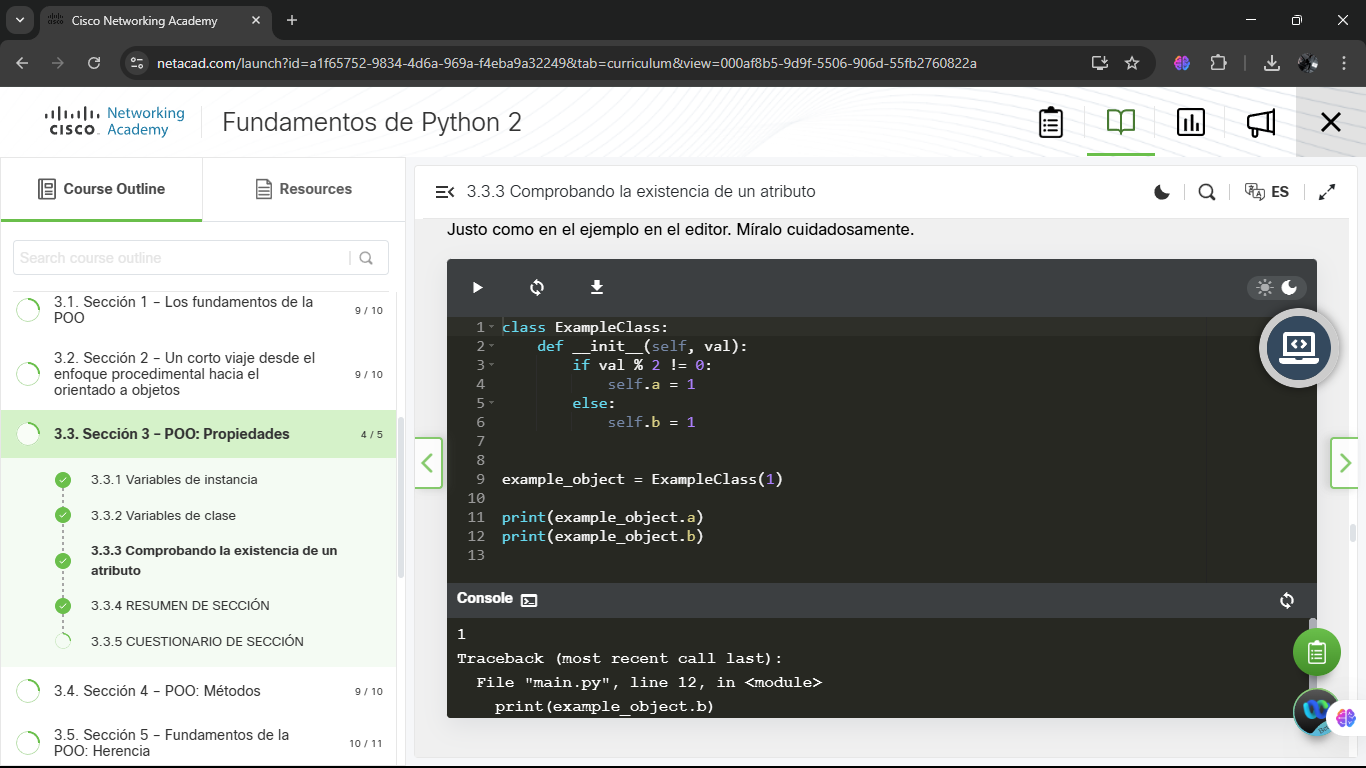 Cisco Networking Academy
netacad.com/launch?id=a1f65752-9834-4d6a-969a-f4eba9a32249&tab=curriculum&view=000af8b5-9d9f-5506-906d-55fb2760822a
CISCO Networking Academy
Fundamentos de Python 2
Course Outline
Resources
Search course outline
3.1. Sección 1 – Los fundamentos de la
POO
9 / 10
3.2. Sección 2 – Un corto viaje desde el
enfoque procedimental hacia el
orientado a objetos
9 / 10
3.3. Sección 3 – POO: Propiedades
4 / 5
3.3.1 Variables de instancia
3.3.2 Variables de clase
3.3.3 Comprobando la existencia de un
atributo
3.3.4 RESUMEN DE SECCIÓN
3.3.5 CUESTIONARIO DE SECCIÓN
3.4. Sección 4 – POO: Métodos
9 / 10
3.5. Sección 5 – Fundamentos de la
POO: Herencia
10 / 11
3.3.3 Comprobando la existencia de un atributo
ES
Justo como en el ejemplo en el editor. Míralo cuidadosamente.
1 class ExampleClass:
2     def __init__(self, val):
3         if val % 2 != 0:
4             self.a = 1
5         else:
6             self.b = 1
7
8
9 example_object = ExampleClass(1)
10
11 print(example_object.a)
12 print(example_object.b)
13
Console
1
Traceback (most recent call last):
  File "main.py", line 12, in <module>
    print(example_object.b)